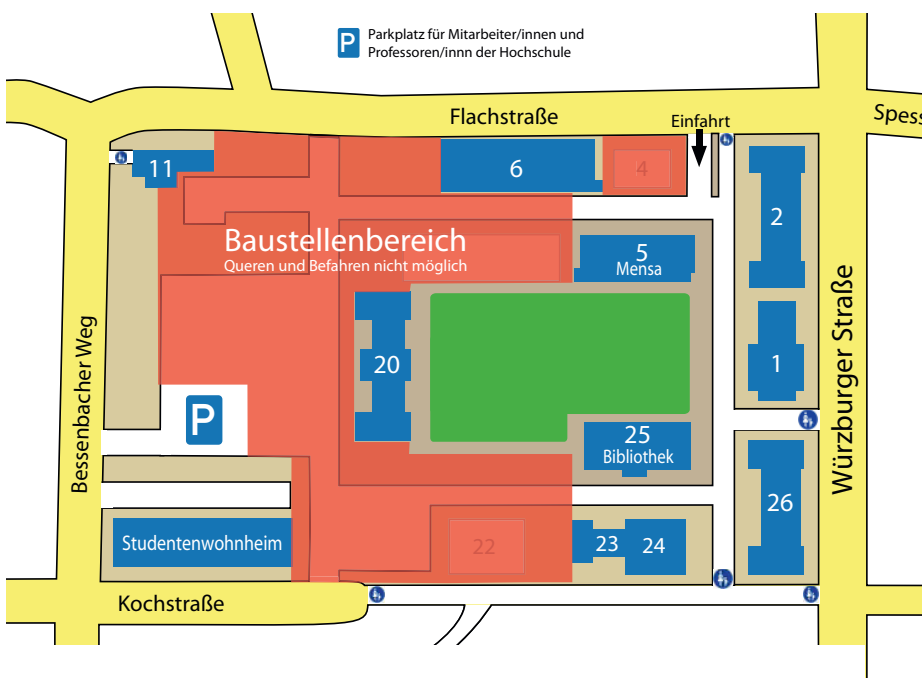 P
Parkplatz für Mitarbeiter/innen und
Professoren/innn der Hochschule
Flachstraße
Einfahrt
Spess
11
6
4
2
Baustellenbereich
Queren und Befahren nicht möglich
5
Mensa
Bessenbacher Weg
20
1
Würzburger Straße
P
25
Bibliothek
26
Studentenwohnheim
22
23
24
Kochstraße